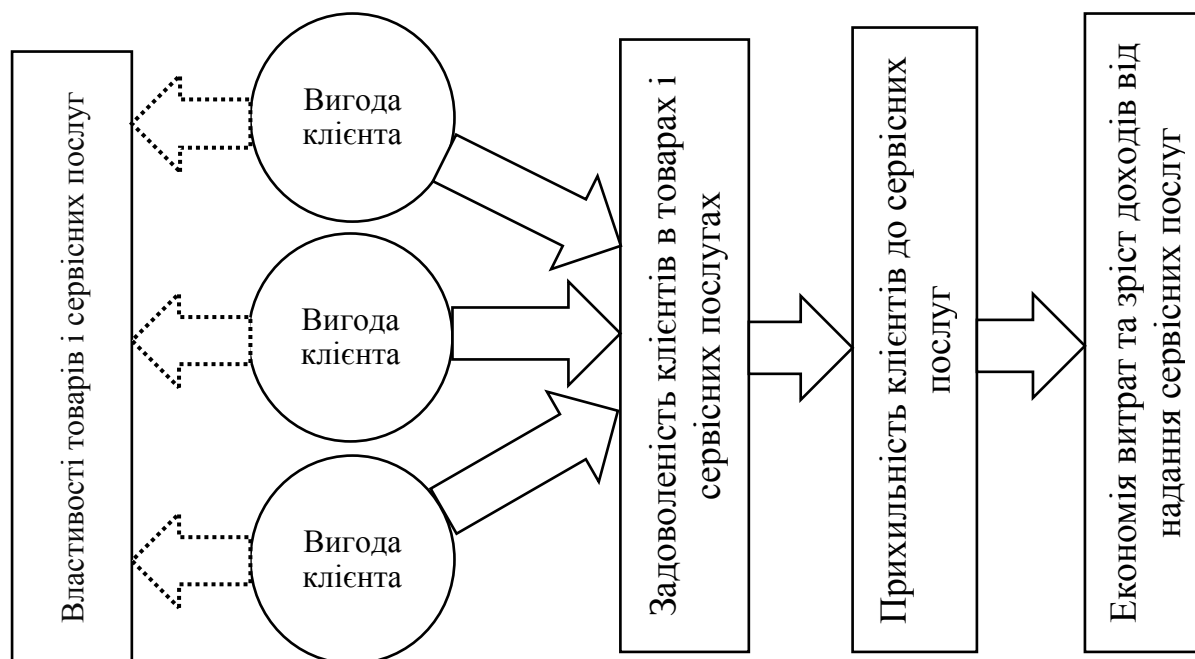 Властивості товарів і сервісних послуг
Вигода
клієнта
Вигода
клієнта
Вигода
клієнта
Задоволеність клієнтів в товарах і
сервісних послугах
Прихильність клієнтів до сервісних
послуг
Економія витрат та зріст доходів від
надання сервісних послуг